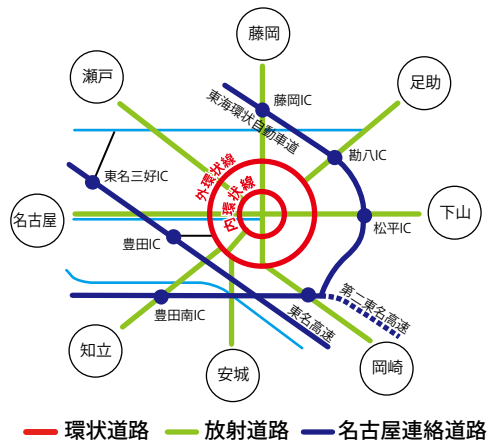 藤岡
瀬戸
足助
藤岡IC
東海環状自動車道
勘八IC
外環状線
東名三好IC
内環状線
名古屋
下山
松平IC
豊田IC
第二東名高速
豊田南IC
東名高速
知立
安城
岡崎
環状道路
放射道路
名古屋連絡道路